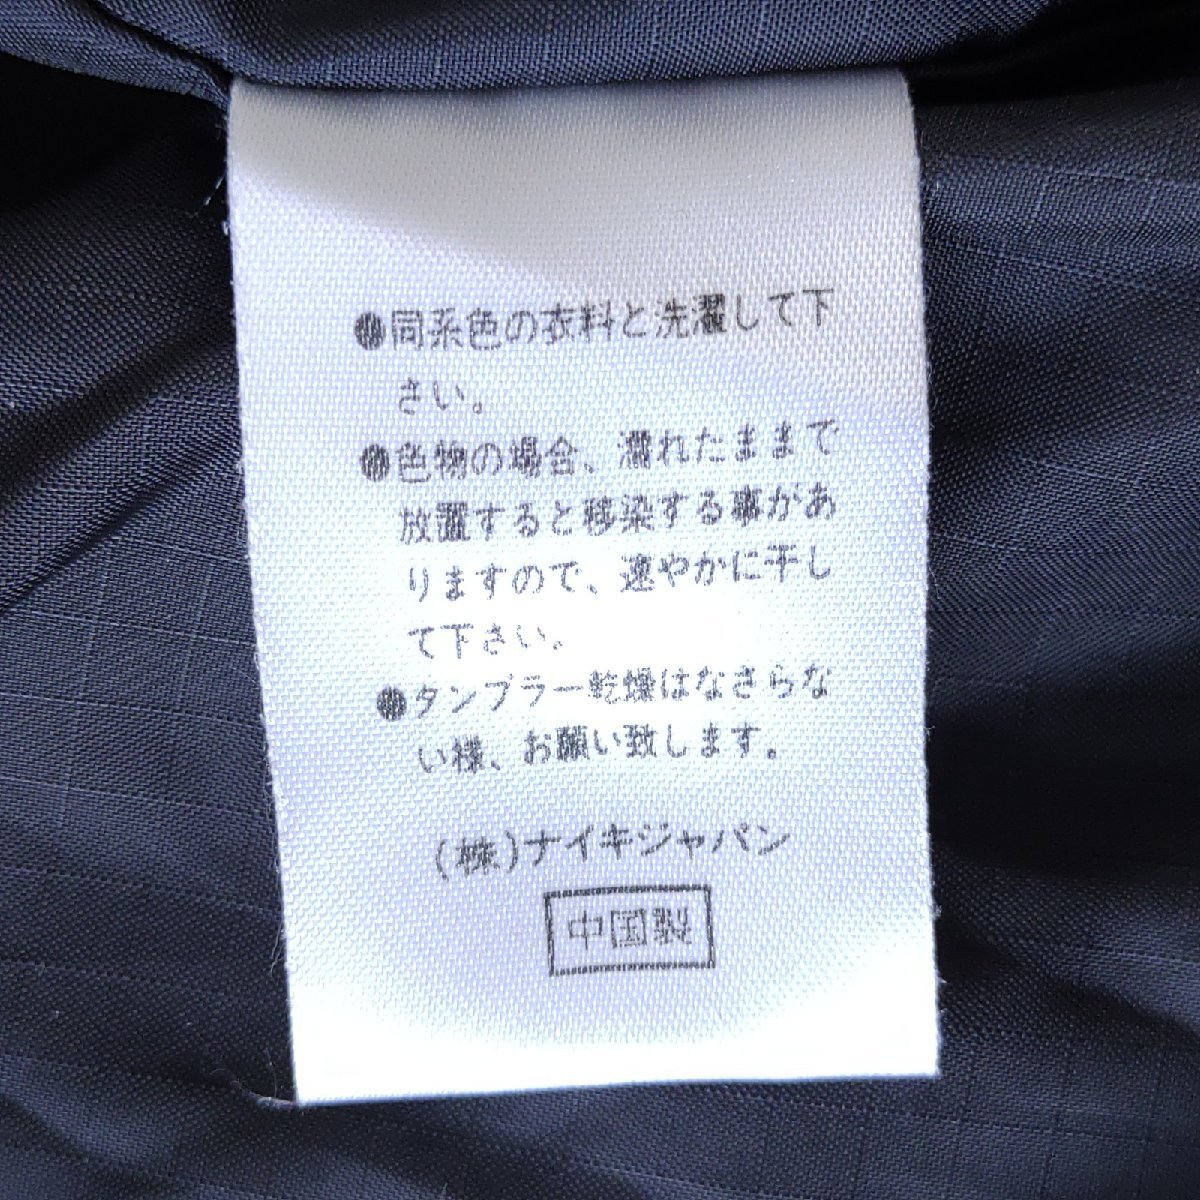 ●同系色の衣料と洗濯して下
さい。
●色物の場合、濡れたままで
放置すると移染する事があ
りますので、速やかに干し
て下さい。
●タンブラー乾燥はなさらな
い様、お願い致します。
(株)ナイキジャパン
中国製